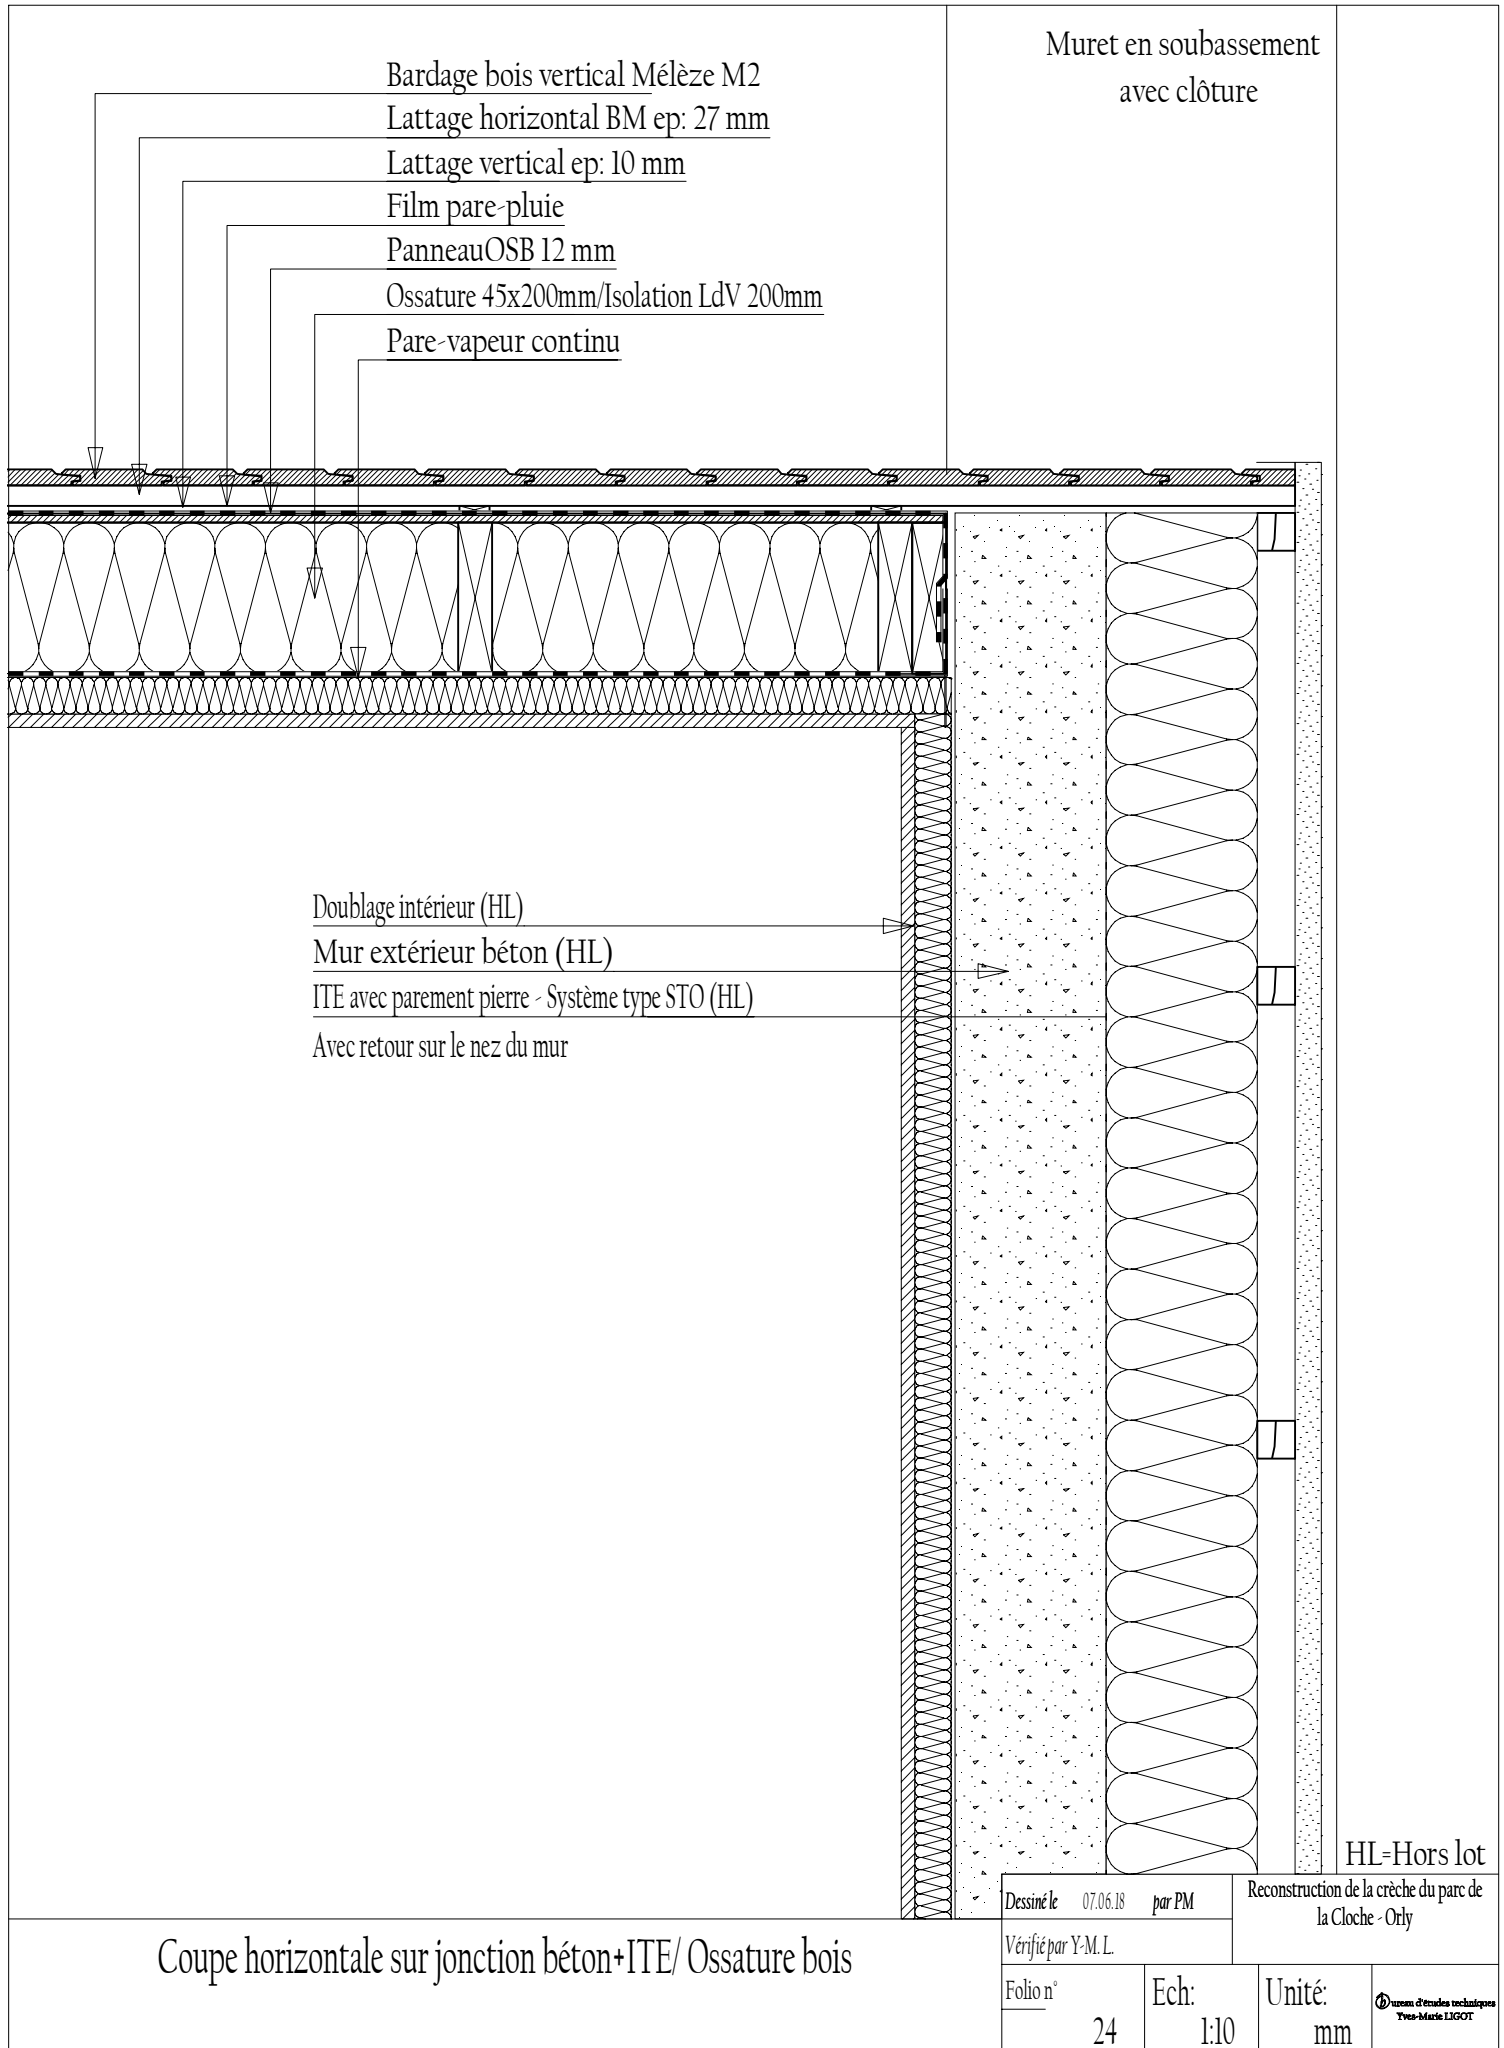 Muret en soubassement
avec clôture
Bardage bois vertical Mélèze M2
Lattage horizontal BM ep: 27 mm
Lattage vertical ep: 10 mm
Film pare-pluie
PanneauOSB 12 mm
Ossature 45x200mm/Isolation LdV 200mm
Pare-vapeur continu
Doublage intérieur (HL)
Mur extérieur béton (HL)
ITE avec parement pierre - Système type STO (HL)
Avec retour sur le nez du mur
HL=Hors lot
Coupe horizontale sur jonction béton+ITE/ Ossature bois
Dessiné le 07.06.18 par PM
Vérifié par Y-M. L.
Reconstruction de la crèche du parc de
la Cloche - Orly
Folio n°
24
Ech:
1:10
Unité:
mm
bureau d'études techniques
Yves-Marie LIGOT